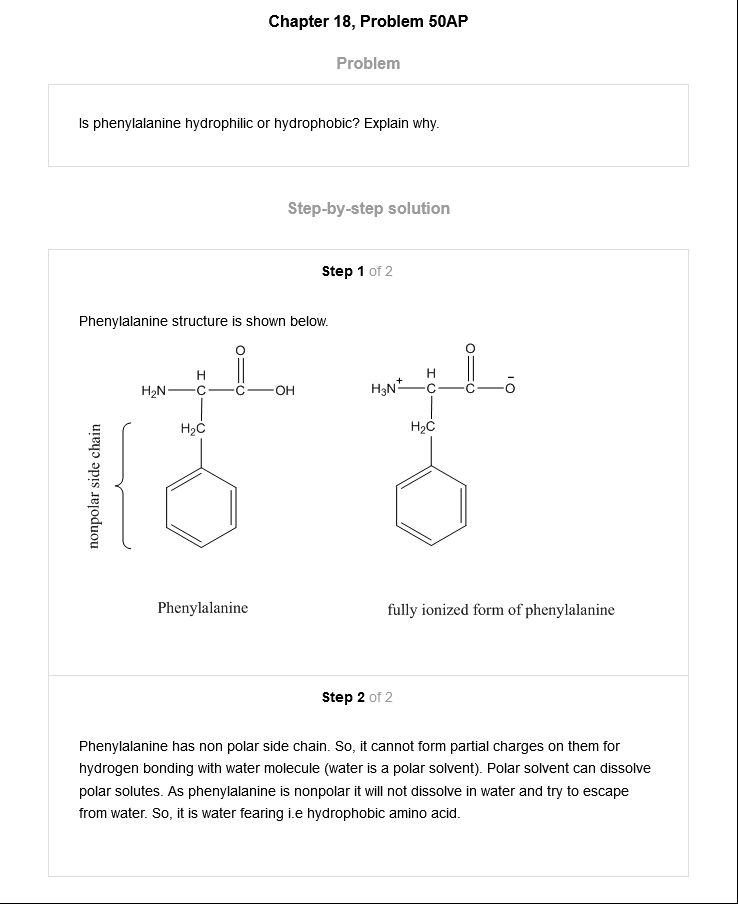 Chapter 18, Problem 50AP
Problem
Is phenylalanine hydrophilic or hydrophobic? Explain why.
Step-by-step solution
Step 1 of 2
Phenylalanine structure is shown below.
O
H
H₂N C C OH
H₂C
nonpolar side chain
Phenylalanine
O
H
H₃N⁺ C C O⁻
H₂C
fully ionized form of phenylalanine
Step 2 of 2
Phenylalanine has non polar side chain. So, it cannot form partial charges on them for
hydrogen bonding with water molecule (water is a polar solvent). Polar solvent can dissolve
polar solutes. As phenylalanine is nonpolar it will not dissolve in water and try to escape
from water. So, it is water fearing i.e hydrophobic amino acid.